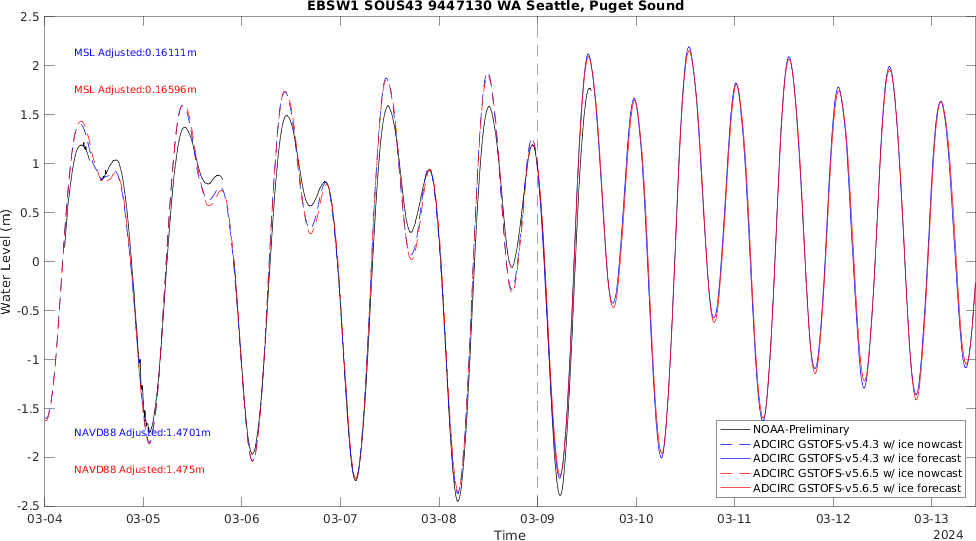 EBSW1 SOUS43 9447130 WA Seattle, Puget Sound
2.5
2
1.5
1
0.5
0
-0.5
-1
-1.5
-2
-2.5
Water Level (m)
MSL Adjusted:0.16111m
MSL Adjusted:0.16596m
NAVD88 Adjusted:1.4701m
NAVD88 Adjusted:1.475m
NOAA-Preliminary
ADCIRC GSTOFS-v5.4.3 w/ ice nowcast
ADCIRC GSTOFS-v5.4.3 w/ ice forecast
ADCIRC GSTOFS-v5.6.5 w/ ice nowcast
ADCIRC GSTOFS-v5.6.5 w/ ice forecast
03-04 03-05 03-06 03-07 03-08 03-09 03-10 03-11 03-12 03-13
Time
2024